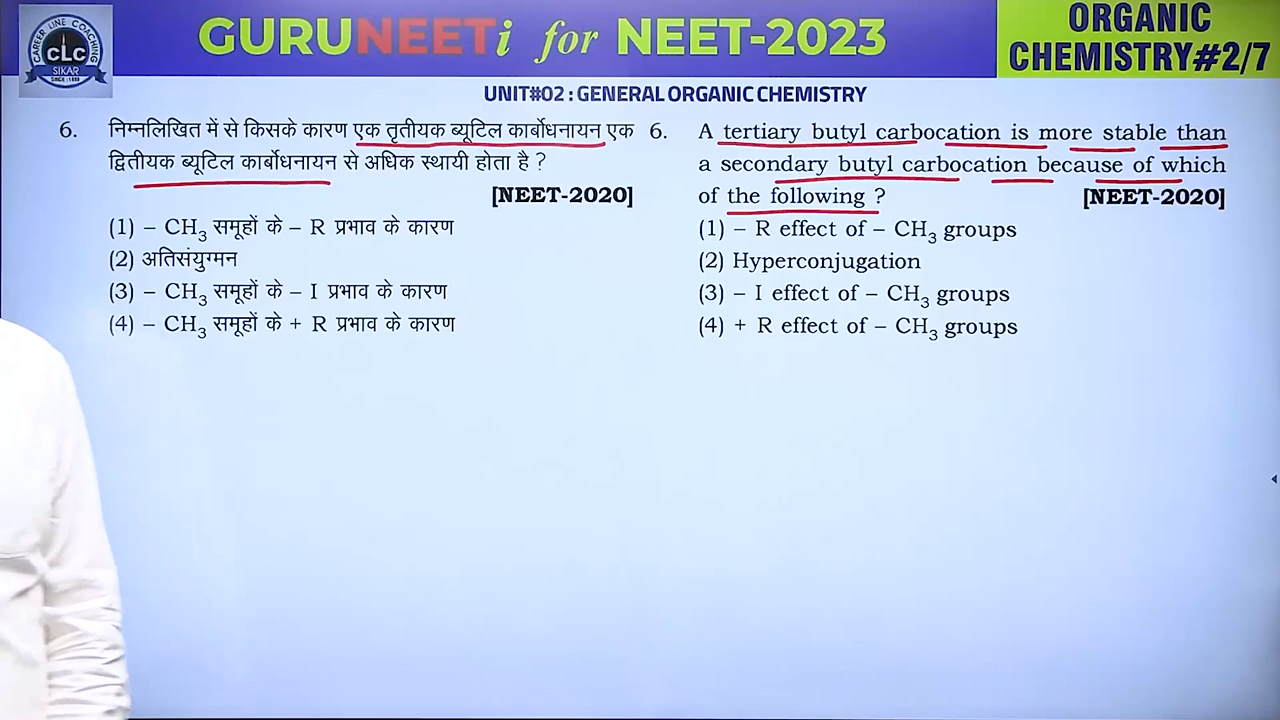 CAREER LINE COACHING
CLC
SIKAR
SINCE : 1996
GURUNEETi for NEET-2023
ORGANIC
CHEMISTRY#2/7
UNIT#02 : GENERAL ORGANIC CHEMISTRY
6. निम्नलिखित में से किसके कारण एक तृतीयक ब्यूटिल कार्बोधनायन एक
द्वितीयक ब्यूटिल कार्बोधनायन से अधिक स्थायी होता है ?
[NEET-2020]
(1) – CH₃ समूहों के – R प्रभाव के कारण
(2) अतिसंयुग्मन
(3) – CH₃ समूहों के – I प्रभाव के कारण
(4) – CH₃ समूहों के + R प्रभाव के कारण
6. A tertiary butyl carbocation is more stable than
a secondary butyl carbocation because of which
of the following ? [NEET-2020]
(1) – R effect of – CH₃ groups
(2) Hyperconjugation
(3) – I effect of – CH₃ groups
(4) + R effect of – CH₃ groups